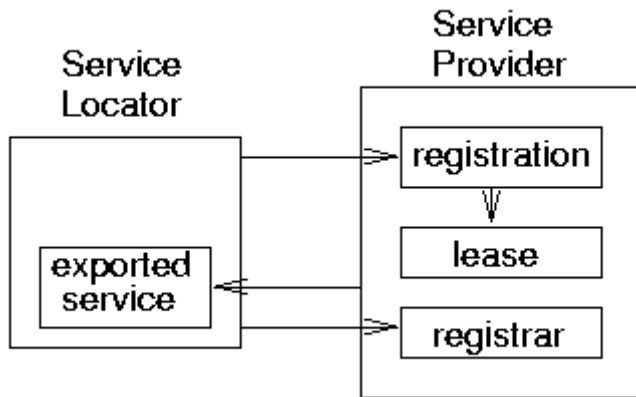 Service
Locator
Service
Provider
registration
lease
exported
service
registrar